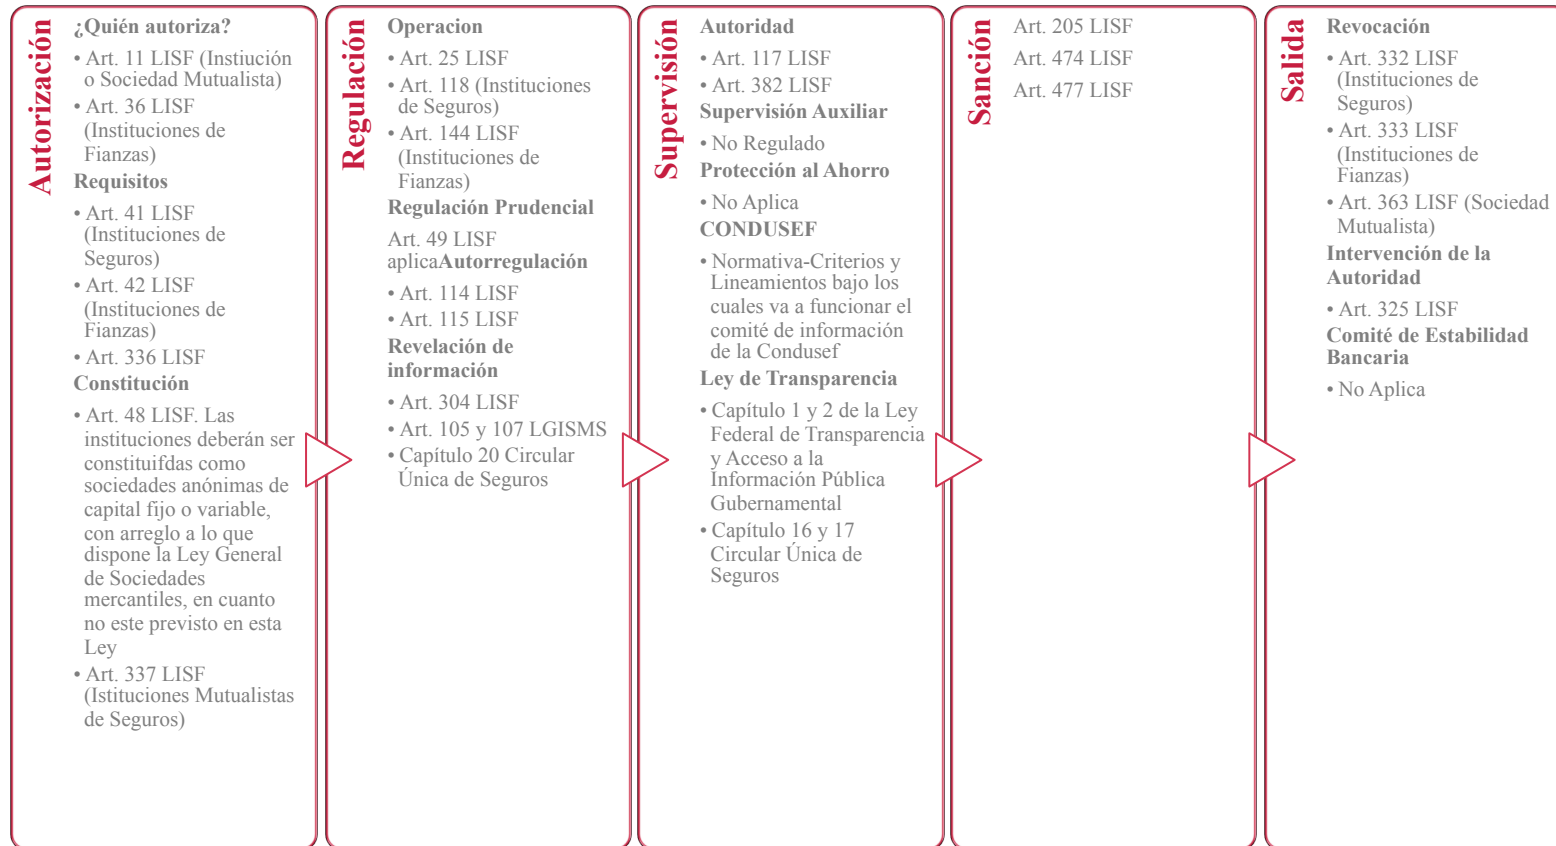 Autorización
¿Quién autoriza?
• Art. 11 LISF (Instiución
o Sociedad Mutualista)
• Art. 36 LISF
(Instituciones de
Fianzas)
Requisitos
• Art. 41 LISF
(Instituciones de
Seguros)
• Art. 42 LISF
(Instituciones de
Fianzas)
• Art. 336 LISF
Constitución
• Art. 48 LISF. Las
instituciones deberán ser
constituifdas como
sociedades anónimas de
capital fijo o variable,
con arreglo a lo que
dispone la Ley General
de Sociedades
mercantiles, en cuanto
no este previsto en esta
Ley
• Art. 337 LISF
(Istituciones Mutualistas
de Seguros)
Regulación
Operacion
• Art. 25 LISF
• Art. 118 (Instituciones
de Seguros)
• Art. 144 LISF
(Instituciones de
Fianzas)
Regulación Prudencial
Art. 49 LISF
aplicaAutorregulación
• Art. 114 LISF
• Art. 115 LISF
Revelación de
información
• Art. 304 LISF
• Art. 105 y 107 LGISMS
• Capítulo 20 Circular
Única de Seguros
Supervisión
Autoridad
• Art. 117 LISF
• Art. 382 LISF
Supervisión Auxiliar
• No Regulado
Protección al Ahorro
• No Aplica
CONDUSEF
• Normativa-Criterios y
Lineamientos bajo los
cuales va a funcionar el
comité de información
de la Condusef
Ley de Transparencia
• Capítulo 1 y 2 de la Ley
Federal de Transparencia
y Acceso a la
Información Pública
Gubernamental
• Capítulo 16 y 17
Circular Única de
Seguros
Sanción
Art. 205 LISF
Art. 474 LISF
Art. 477 LISF
Salida
Revocación
• Art. 332 LISF
(Instituciones de
Seguros)
• Art. 333 LISF
(Instituciones de
Fianzas)
• Art. 363 LISF (Sociedad
Mutualista)
Intervención de la
Autoridad
• Art. 325 LISF
Comité de Estabilidad
Bancaria
• No Aplica